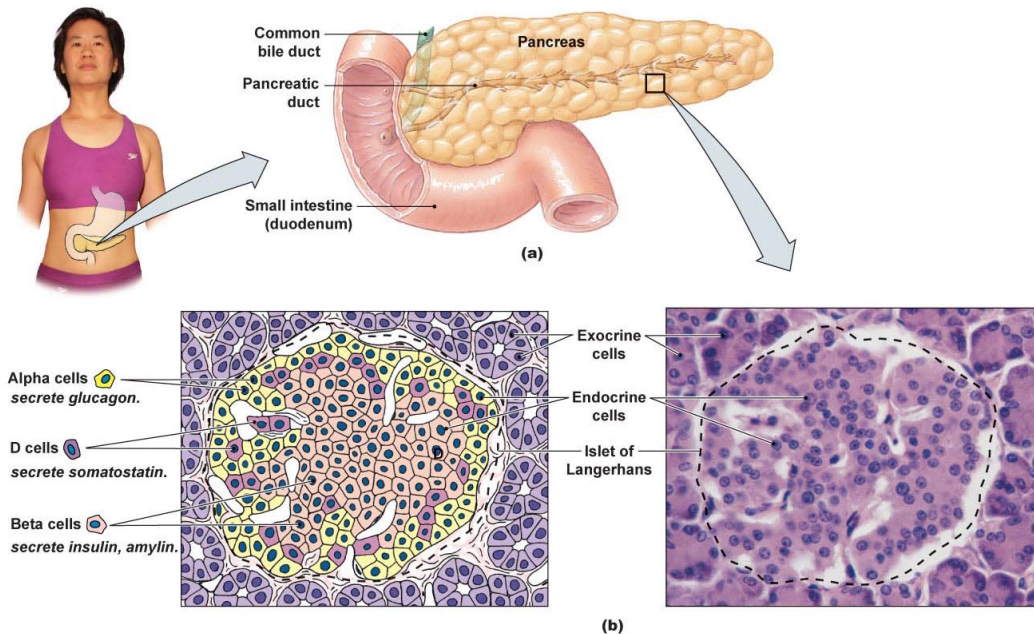 Common
bile duct
Pancreas
Pancreatic
duct
Small intestine
(duodenum)
(a)
Exocrine
cells
Alpha cells
secrete glucagon.
Endocrine
cells
D cells
secrete somatostatin.
Islet of
Langerhans
Beta cells
secrete insulin, amylin.
(b)